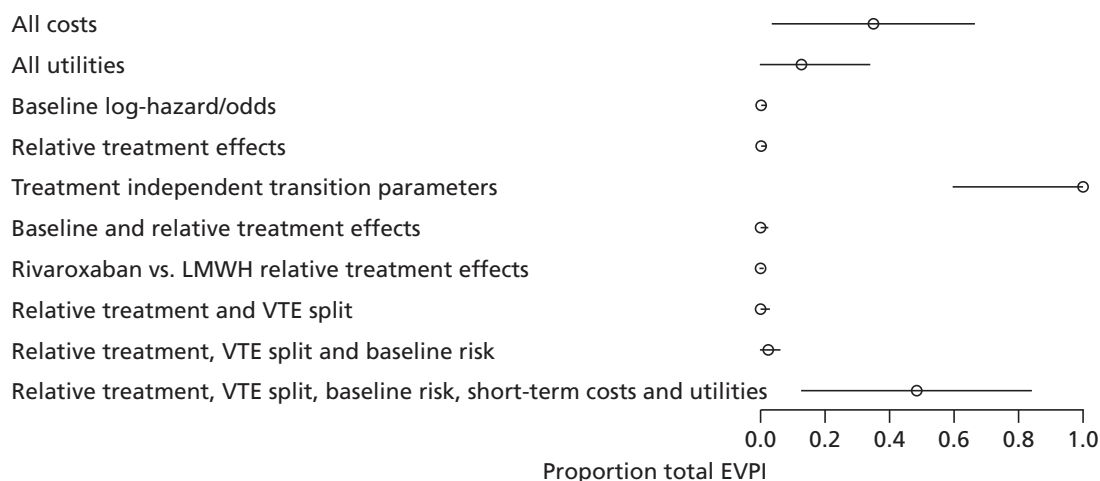 All costs
All utilities
Baseline log-hazard/odds
Relative treatment effects
Treatment independent transition parameters
Baseline and relative treatment effects
Rivaroxaban vs. LMWH relative treatment effects
Relative treatment and VTE split
Relative treatment, VTE split and baseline risk
Relative treatment, VTE split, baseline risk, short-term costs and utilities
0.0 0.2 0.4 0.6 0.8 1.0
Proportion total EVPI